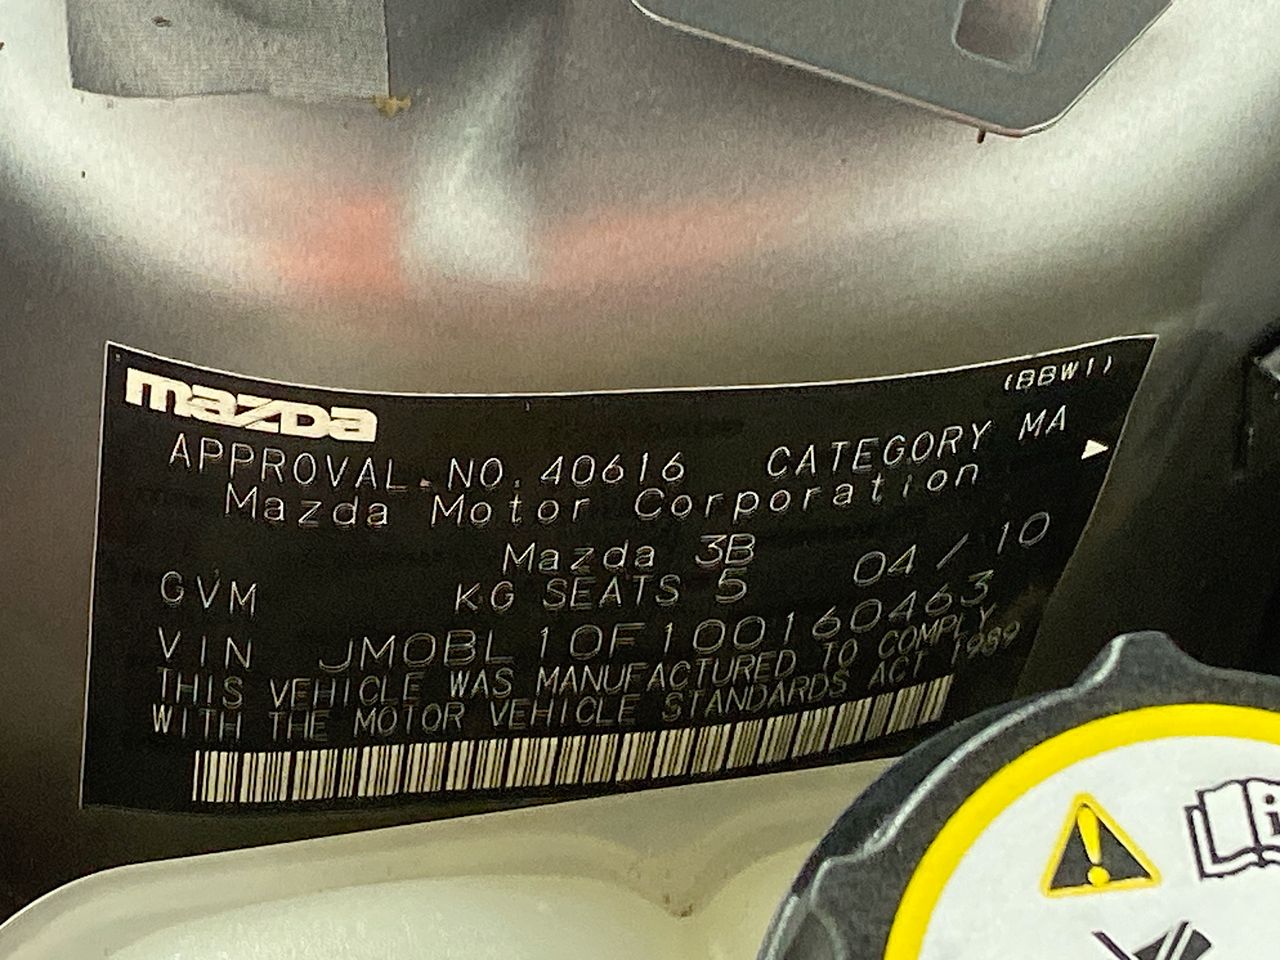 mazda
(BBW1)
APPROVAL NO. 40616 CATEGORY MA
Mazda Motor Corporation
Mazda 3B
GVM KG SEATS 5 04 / 10
VIN JM0BL10F100160463
THIS VEHICLE WAS MANUFACTURED TO COMPLY
WITH THE MOTOR VEHICLE STANDARDS ACT 1989